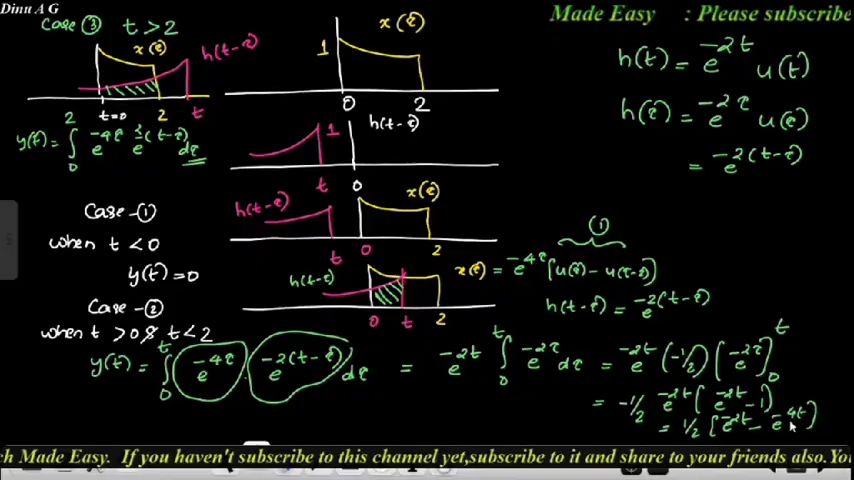 Dinu A G
Made Easy : Please subscribe
Case ③ t > 2
x(τ)
h(t-τ)
t=0 2 t
y(t) = ∫₀² e^-4τ e^-2(t-τ) dτ
x(τ)
1
0 2
h(t-τ)
1
t 0
h(t-τ)
x(τ)
t 0 2
h(t-τ)
0 t 2
h(t) = e^-2t u(t)
h(τ) = e^-2τ u(τ)
= e^-2(t-τ)
Case -①
when t < 0
y(t) = 0
Case -②
when t > 0 & t < 2
①
x(τ) = e^-4τ [u(τ) - u(τ-2)]
h(t-τ) = e^-2(t-τ)
y(t) = ∫₀ᵗ e^-4τ . e^-2(t-τ) dτ = e^-2t ∫₀ᵗ e^-2τ dτ = e^-2t (-1/2) [e^-2τ]₀ᵗ
= -1/2 e^-2t [e^-2t - 1]
= 1/2 [e^-2t - e^-4t]
ch Made Easy. If you haven't subscribe to this channel yet,subscribe to it and share to your friends also.You